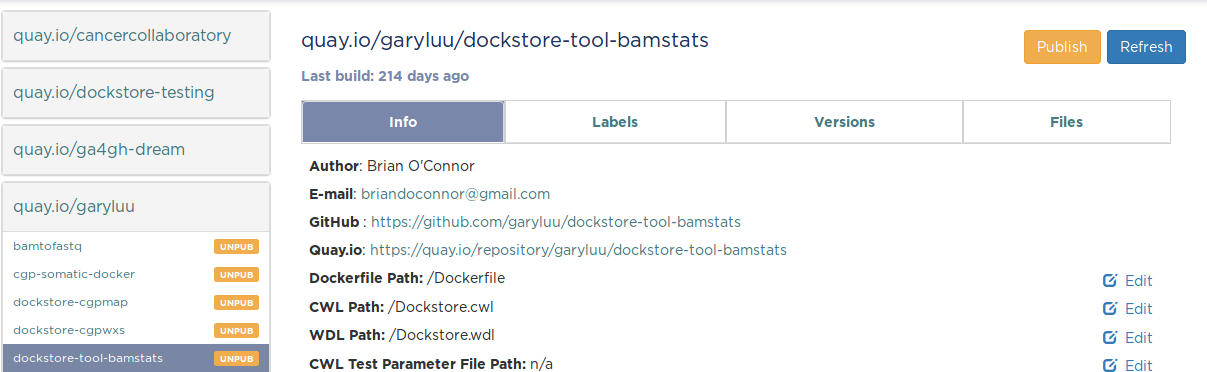 quay.io/cancercollaboratory
quay.io/dockstore-testing
quay.io/ga4gh-dream
quay.io/garyluu
bamtofastq UNPUB
cgp-somatic-docker UNPUB
dockstore-cgpmap UNPUB
dockstore-cgpwxs UNPUB
dockstore-tool-bamstats UNPUB
quay.io/garyluu/dockstore-tool-bamstats
Publish Refresh
Last build: 214 days ago
Info Labels Versions Files
Author: Brian O'Connor
E-mail: briandoconnor@gmail.com
GitHub : https://github.com/garyluu/dockstore-tool-bamstats
Quay.io: https://quay.io/repository/garyluu/dockstore-tool-bamstats
Dockerfile Path: /Dockerfile Edit
CWL Path: /Dockstore.cwl Edit
WDL Path: /Dockstore.wdl Edit
CWL Test Parameter File Path: n/a Edit